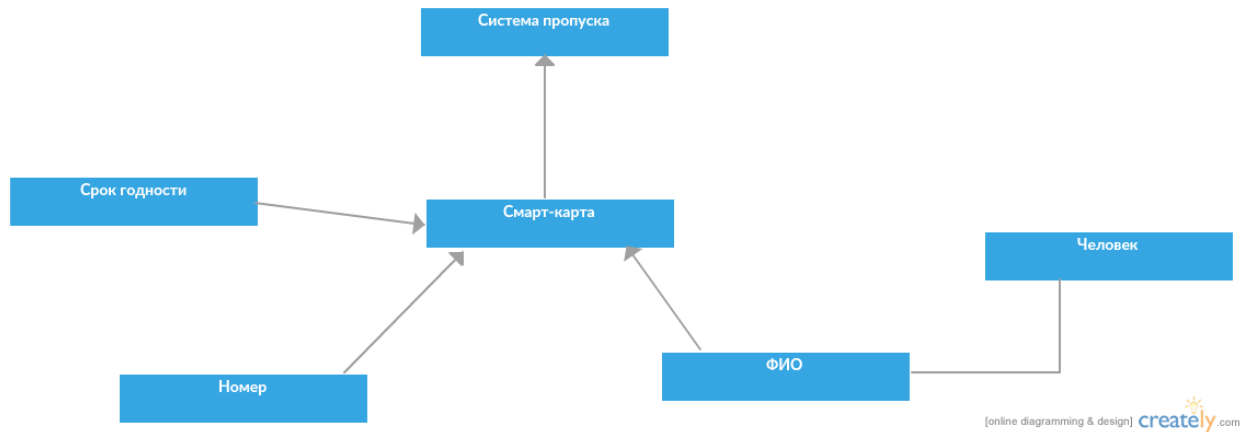 Система пропуска
Срок годности
Смарт-карта
Человек
ФИО
Номер
[online diagramming & design] creately.com